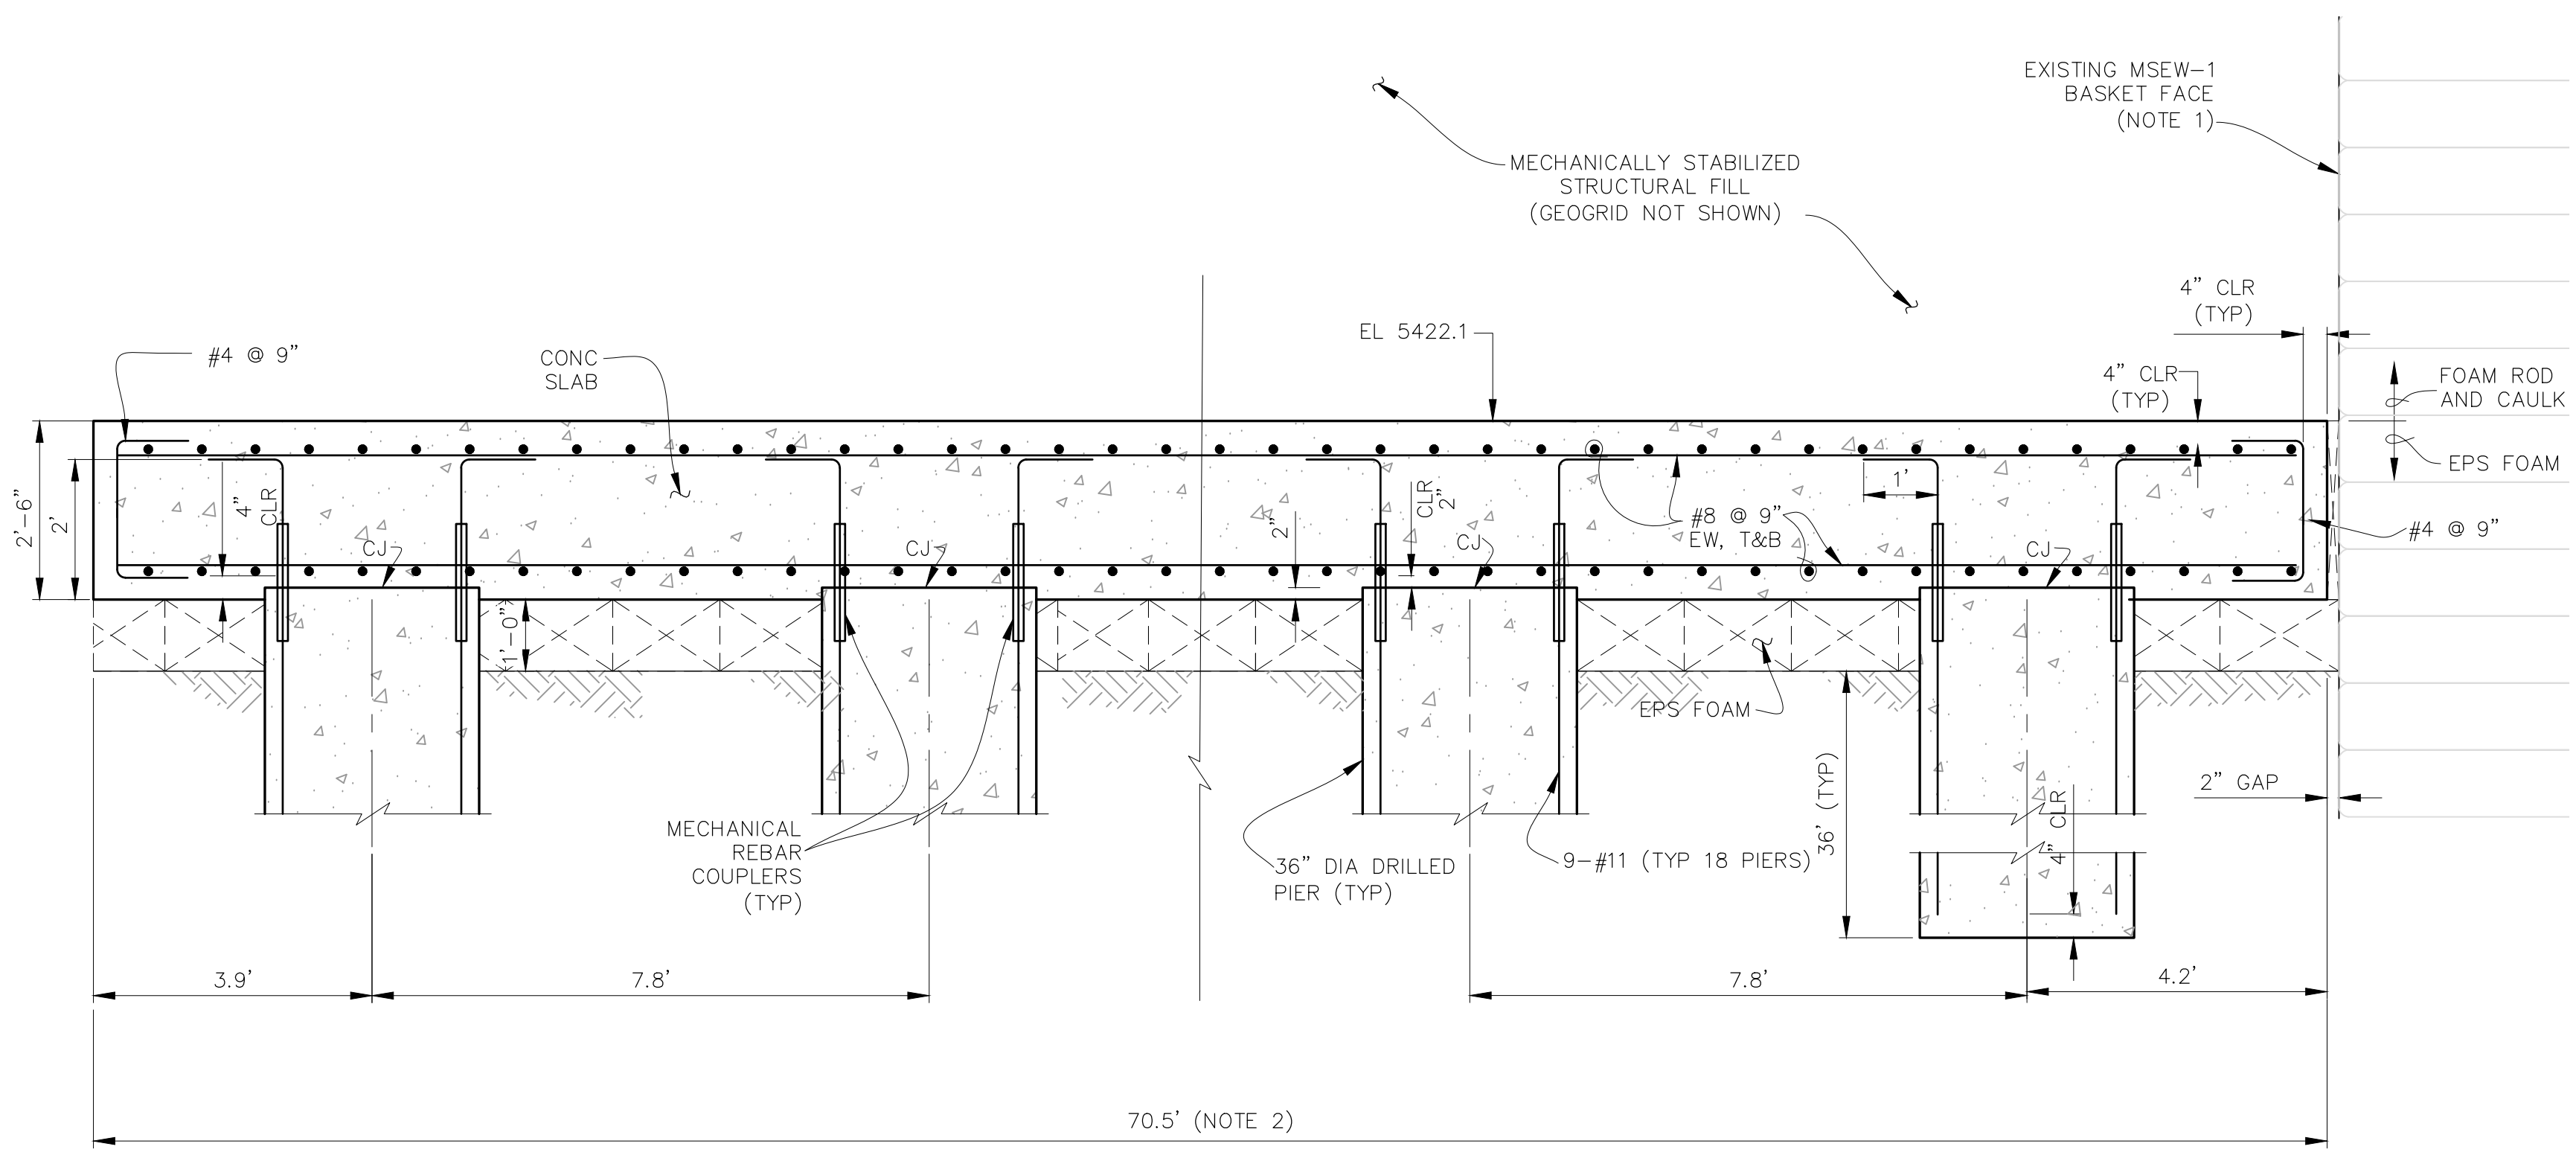 EXISTING MSEW-1
BASKET FACE
(NOTE 1)
MECHANICALLY STABILIZED
STRUCTURAL FILL
(GEOGRID NOT SHOWN)
4" CLR
(TYP)
EL 5422.1
#4 @ 9"
CONC
SLAB
4" CLR
(TYP)
FOAM ROD
AND CAULK
EPS FOAM
2'-6"
2'
4"
CLR
CJ
CJ
2"
CLR
2"
CJ
#8 @ 9"
EW, T&B
1'
CJ
#4 @ 9"
1'-0"
EPS FOAM
36' (TYP)
4" CLR
2" GAP
MECHANICAL
REBAR
COUPLERS
(TYP)
36" DIA DRILLED
PIER (TYP)
9-#11 (TYP 18 PIERS)
3.9'
7.8'
7.8'
4.2'
70.5' (NOTE 2)